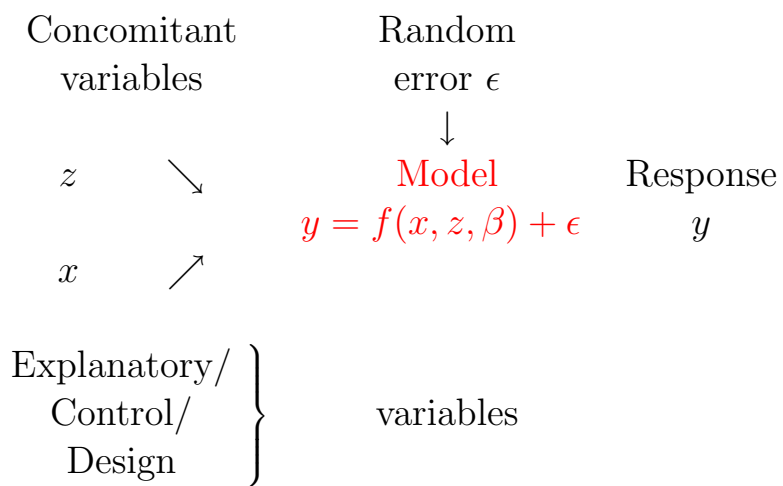 Concomitant Random
variables error ϵ
↓
z ↘ Model Response
y = f(x, z, β) + ϵ y
x ↗
Explanatory/
Control/ } variables
Design